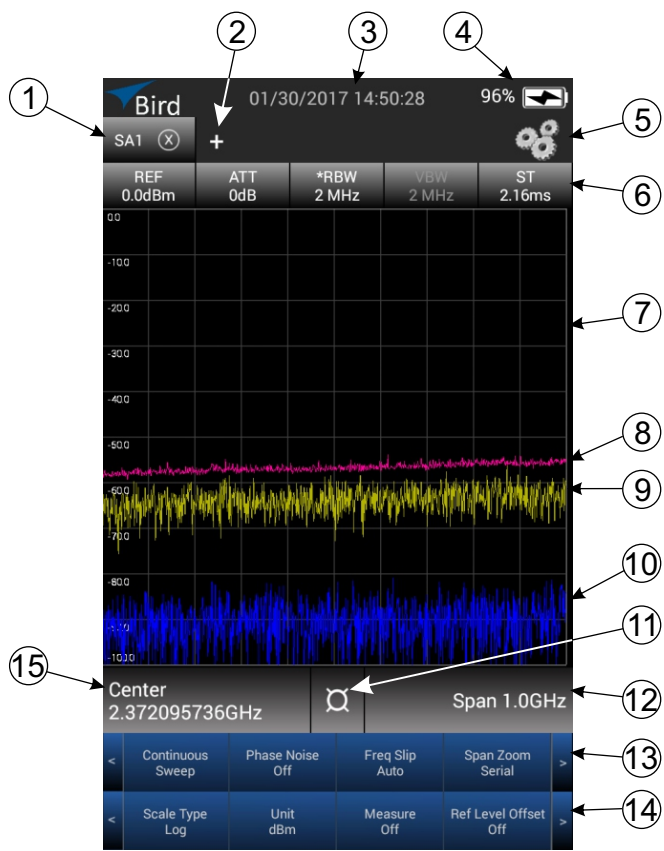 2
3
4
1
Bird
01/30/2017 14:50:28
96%
5
SA1 X
+
6
REF
0.0dBm
ATT
0dB
*RBW
2 MHz
VBW
2 MHz
ST
2.16ms
0.0
-10.0
-20.0
7
-30.0
-40.0
-50.0
8
-60.0
9
-70.0
-80.0
10
-100.0
11
15
Center
2.372095736GHz
Span 1.0GHz
12
<
Continuous
Sweep
Phase Noise
Off
Freq Slip
Auto
Span Zoom
Serial
>
13
<
Scale Type
Log
Unit
dBm
Measure
Off
Ref Level Offset
Off
>
14